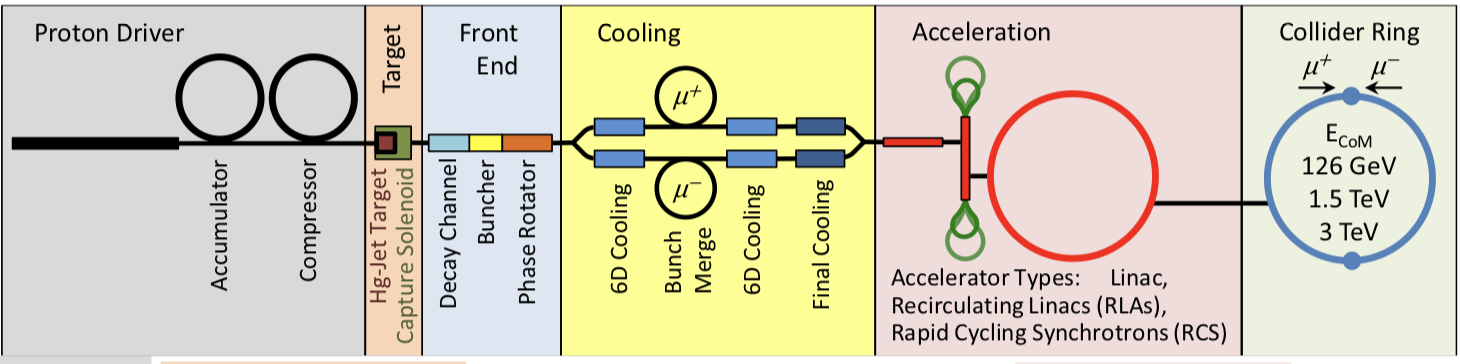 Proton Driver
Accumulator
Compressor
Target
Hg-Jet Target
Capture Solenoid
Front
End
Decay Channel
Buncher
Phase Rotator
Cooling
μ+
μ−
6D Cooling
Bunch
Merge
6D Cooling
Final Cooling
Acceleration
Accelerator Types: Linac,
Recirculating Linacs (RLAs),
Rapid Cycling Synchrotrons (RCS)
Collider Ring
μ+ μ−
ECoM
126 GeV
1.5 TeV
3 TeV